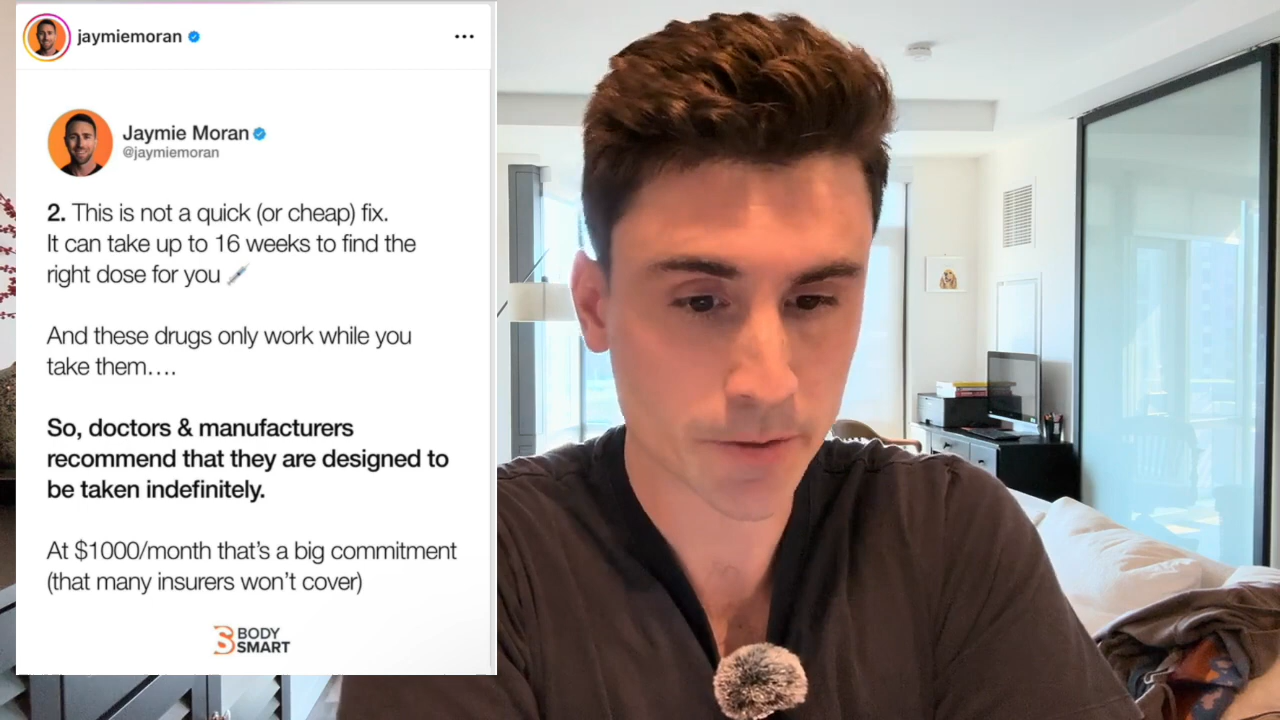 jaymiemoran
Jaymie Moran
@jaymiemoran
2. This is not a quick (or cheap) fix.
It can take up to 16 weeks to find the
right dose for you 💉
And these drugs only work while you
take them….
So, doctors & manufacturers
recommend that they are designed to
be taken indefinitely.
At $1000/month that's a big commitment
(that many insurers won't cover)
BODY
SMART